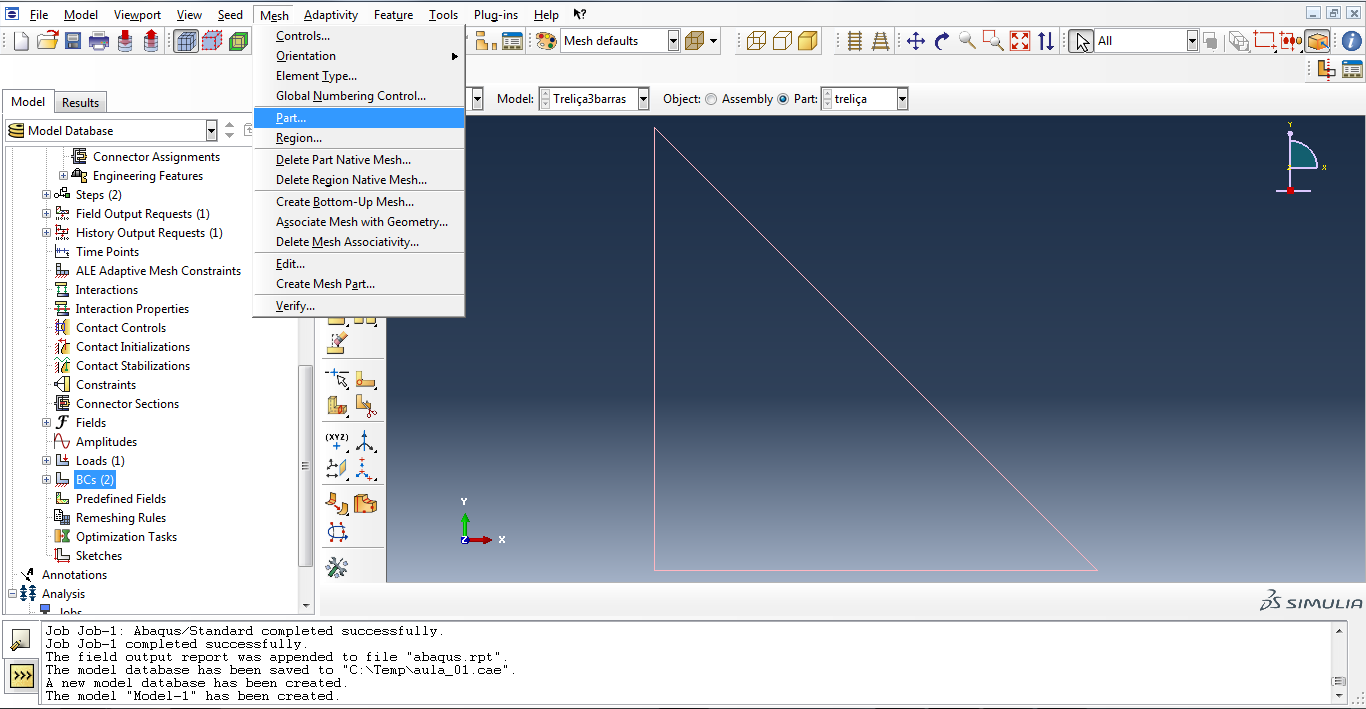 File Model Viewport View Seed Mesh Adaptivity Feature Tools Plug-ins Help ?
Mesh defaults All
Model Results Model: Treliça3barras Object: Assembly Part: treliça
Controls...
Orientation
Element Type...
Global Numbering Control...
Part...
Region...
Delete Part Native Mesh...
Delete Region Native Mesh...
Create Bottom-Up Mesh...
Associate Mesh with Geometry...
Delete Mesh Associativity...
Edit...
Create Mesh Part...
Verify...
Model Database
Connector Assignments
Engineering Features
Steps (2)
Field Output Requests (1)
History Output Requests (1)
Time Points
ALE Adaptive Mesh Constraints
Interactions
Interaction Properties
Contact Controls
Contact Initializations
Contact Stabilizations
Constraints
Connector Sections
Fields
Amplitudes
Loads (1)
BCs (2)
Predefined Fields
Remeshing Rules
Optimization Tasks
Sketches
Annotations
Analysis
Jobs
(XYZ)
Y
X
Y
Z X
SIMULIA
Job Job-1: Abaqus/Standard completed successfully.
Job Job-1 completed successfully.
The field output report was appended to file "abaqus.rpt".
The model database has been saved to "C:\Temp\aula_01.cae".
A new model database has been created.
The model "Model-1" has been created.
>>>